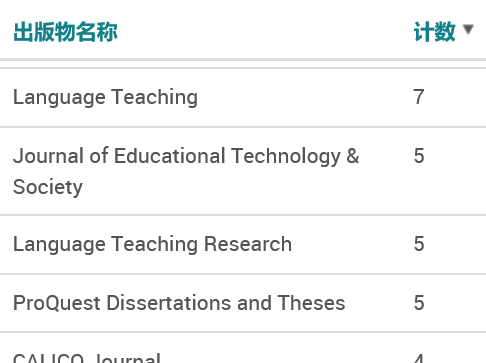 出版物名称 计数
Language Teaching 7
Journal of Educational Technology & 5
Society
Language Teaching Research 5
ProQuest Dissertations and Theses 5
CALICO Journal 4